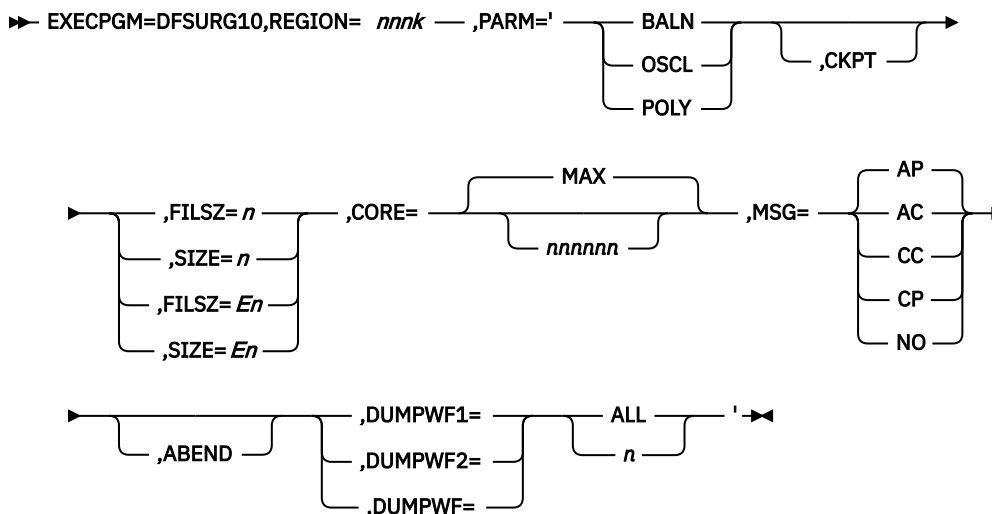 EXECPGM=DFSURG10,REGION= nnnk ,PARM=' BALN
OSCL
POLY
,CKPT
,FILSZ= n
,SIZE= n
,FILSZ= En
,SIZE= En
,CORE=
MAX
nnnnnn
,MSG=
AP
AC
CC
CP
NO
,ABEND
,DUMPWF1=
,DUMPWF2=
,DUMPWF=
ALL
n
'